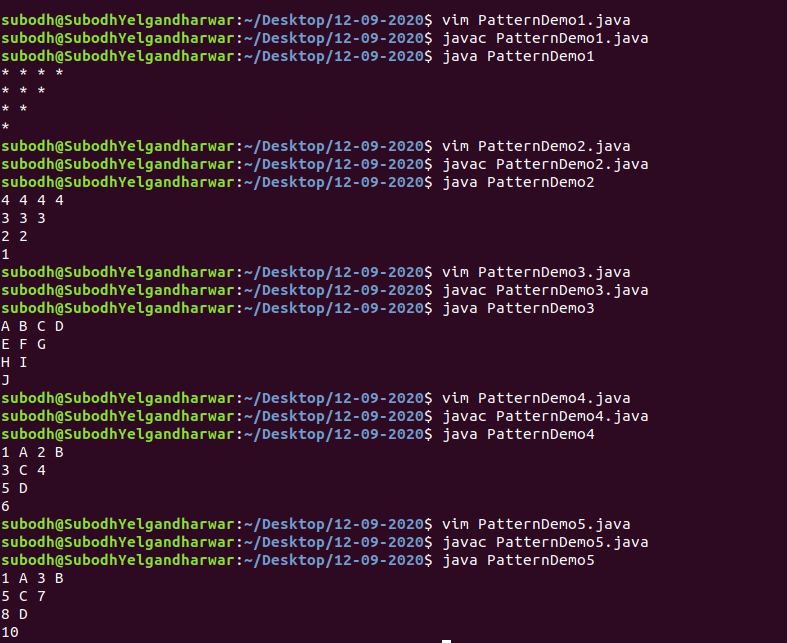 subodh@SubodhYelgandharwar:~/Desktop/12-09-2020$ vim PatternDemo1.java
subodh@SubodhYelgandharwar:~/Desktop/12-09-2020$ javac PatternDemo1.java
subodh@SubodhYelgandharwar:~/Desktop/12-09-2020$ java PatternDemo1
* * * *
* * *
* *
*
subodh@SubodhYelgandharwar:~/Desktop/12-09-2020$ vim PatternDemo2.java
subodh@SubodhYelgandharwar:~/Desktop/12-09-2020$ javac PatternDemo2.java
subodh@SubodhYelgandharwar:~/Desktop/12-09-2020$ java PatternDemo2
4 4 4 4
3 3 3
2 2
1
subodh@SubodhYelgandharwar:~/Desktop/12-09-2020$ vim PatternDemo3.java
subodh@SubodhYelgandharwar:~/Desktop/12-09-2020$ javac PatternDemo3.java
subodh@SubodhYelgandharwar:~/Desktop/12-09-2020$ java PatternDemo3
A B C D
E F G
H I
J
subodh@SubodhYelgandharwar:~/Desktop/12-09-2020$ vim PatternDemo4.java
subodh@SubodhYelgandharwar:~/Desktop/12-09-2020$ javac PatternDemo4.java
subodh@SubodhYelgandharwar:~/Desktop/12-09-2020$ java PatternDemo4
1 A 2 B
3 C 4
5 D
6
subodh@SubodhYelgandharwar:~/Desktop/12-09-2020$ vim PatternDemo5.java
subodh@SubodhYelgandharwar:~/Desktop/12-09-2020$ javac PatternDemo5.java
subodh@SubodhYelgandharwar:~/Desktop/12-09-2020$ java PatternDemo5
1 A 3 B
5 C 7
8 D
10